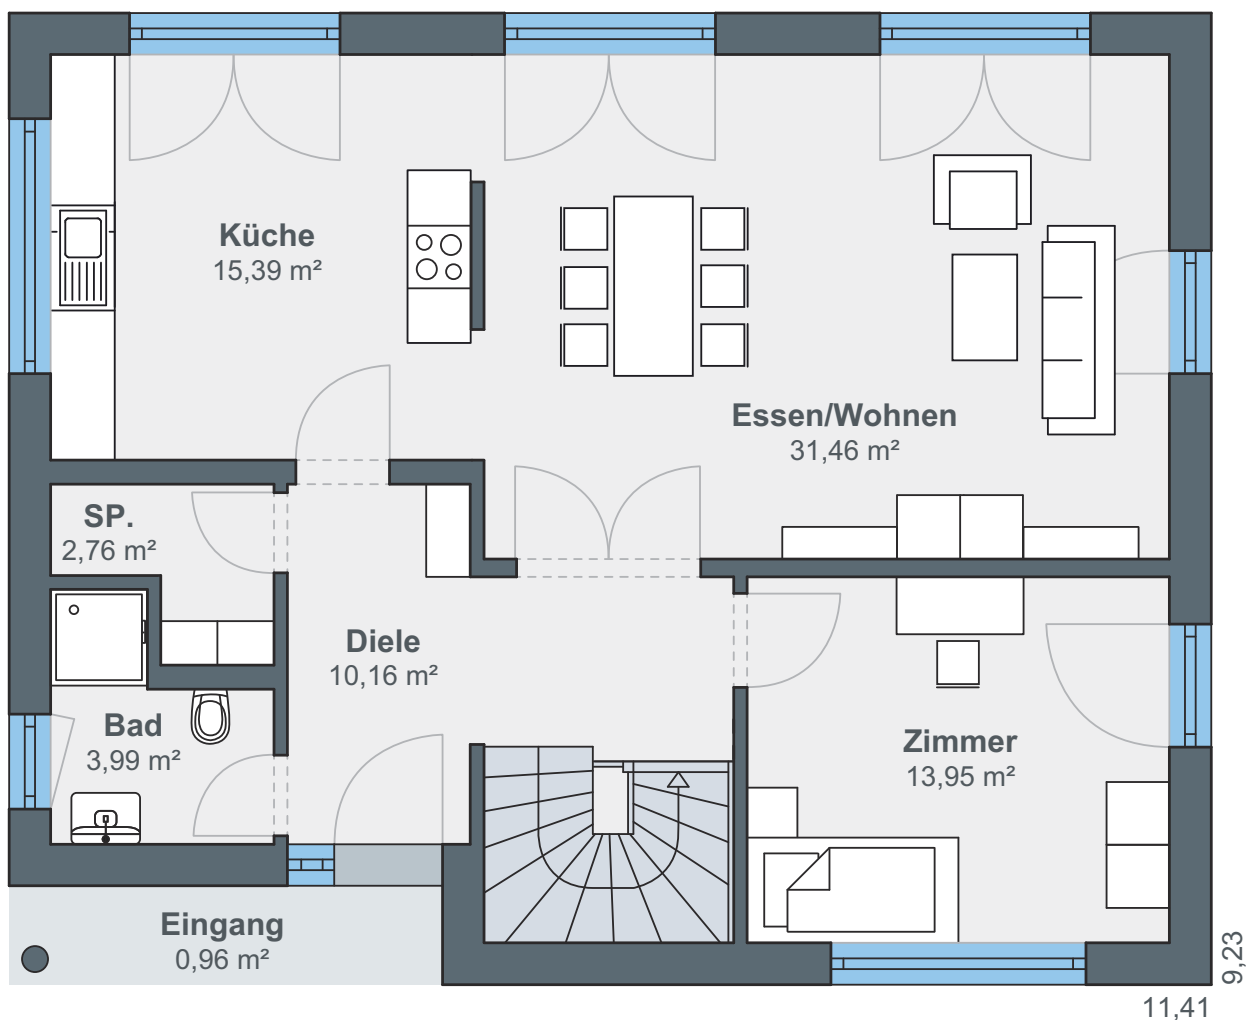 Küche
15,39 m²
Essen/Wohnen
31,46 m²
SP.
2,76 m²
Diele
10,16 m²
Bad
3,99 m²
Zimmer
13,95 m²
Eingang
0,96 m²
9,23
11,41